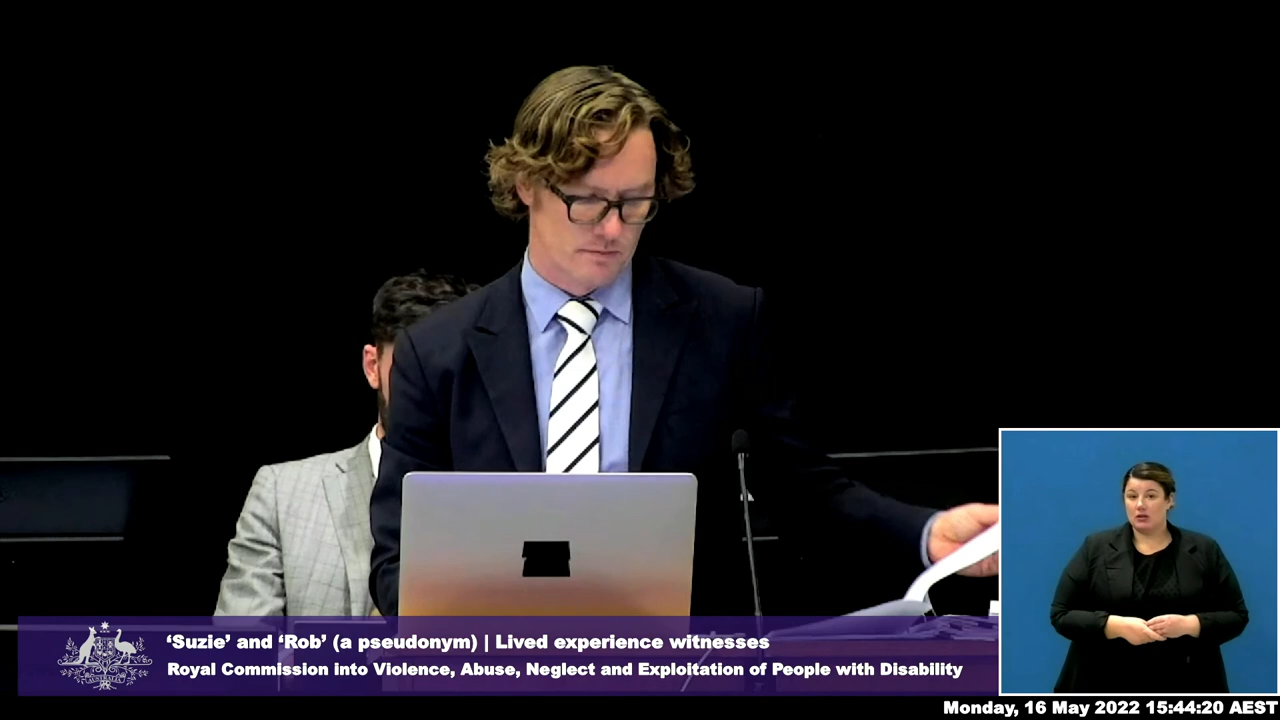 ‘Suzie’ and ‘Rob’ (a pseudonym) | Lived experience witnesses
Royal Commission into Violence, Abuse, Neglect and Exploitation of People with Disability
Monday, 16 May 2022 15:44:20 AEST